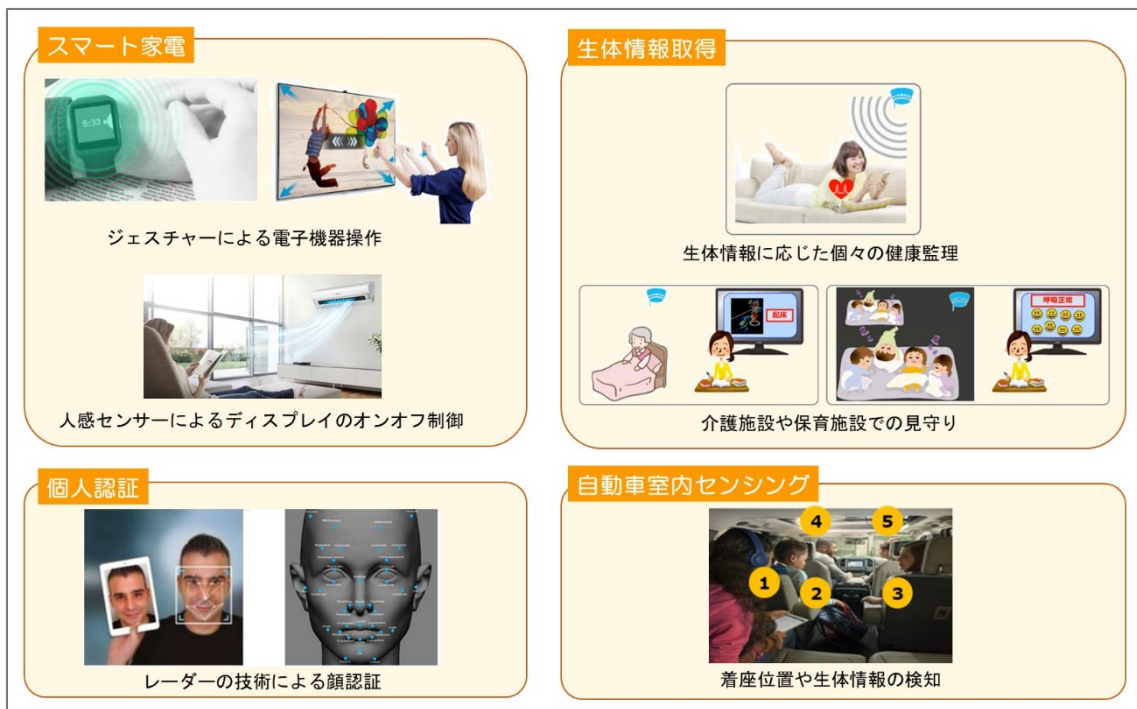 スマート家電
6:33
ジェスチャーによる電子機器操作
人感センサーによるディスプレイのオンオフ制御
生体情報取得
生体情報に応じた個々の健康監理
起床
呼吸正常
介護施設や保育施設での見守り
個人認証
レーダーの技術による顔認証
自動車室内センシング
4
5
1
2
3
着座位置や生体情報の検知